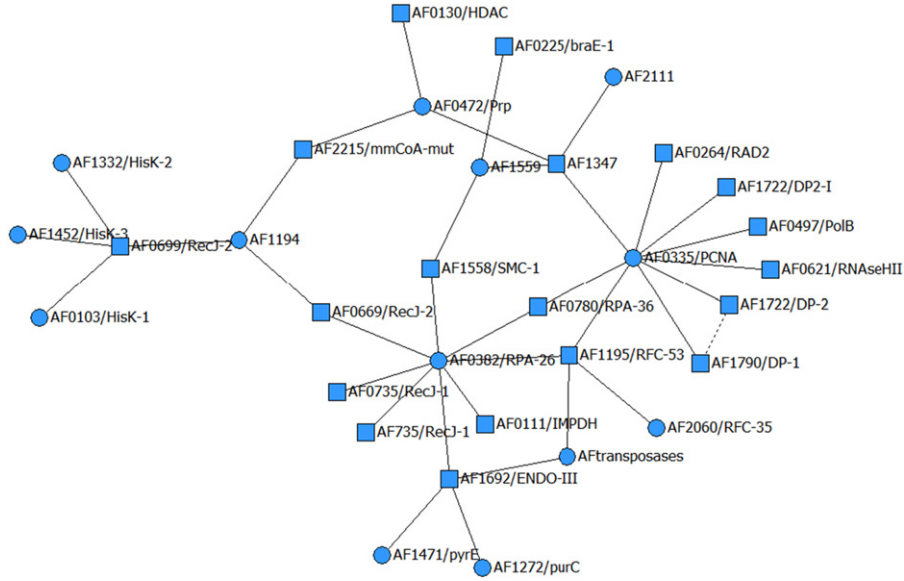 AF0130/HDAC
AF0225/braE-1
AF2111
AF0472/Prp
AF2215/mmCoA-mut
AF0264/RAD2
AF1332/HisK-2
AF1559
AF1347
AF1722/DP2-I
AF0497/PolB
AF1452/HisK-3
AF0699/RecJ-2
AF1194
AF0335/PCNA
AF1558/SMC-1
AF0621/RNAseHII
AF0780/RPA-36
AF1722/DP-2
AF0103/HisK-1
AF0669/RecJ-2
AF0382/RPA-26
AF1195/RFC-53
AF1790/DP-1
AF0735/RecJ-1
AF735/RecJ-1
AF0111/IMPDH
AF2060/RFC-35
AFtransposases
AF1692/ENDO-III
AF1471/pyrE
AF1272/purC